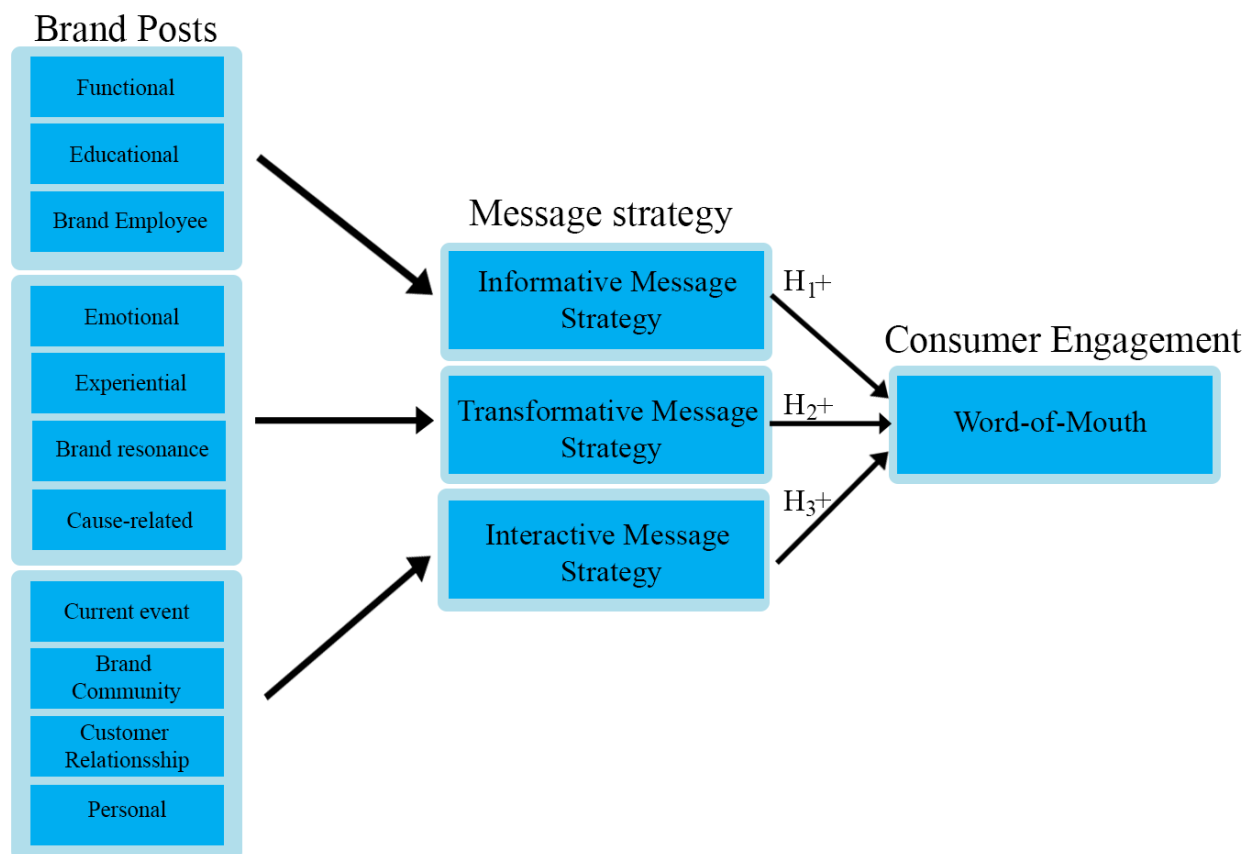 Brand Posts
Functional
Educational
Brand Employee
Emotional
Experiential
Brand resonance
Cause-related
Current event
Brand
Community
Customer
Relationsship
Personal
Message strategy
Informative Message
Strategy
Transformative Message
Strategy
Interactive Message
Strategy
H1+
H2+
H3+
Consumer Engagement
Word-of-Mouth